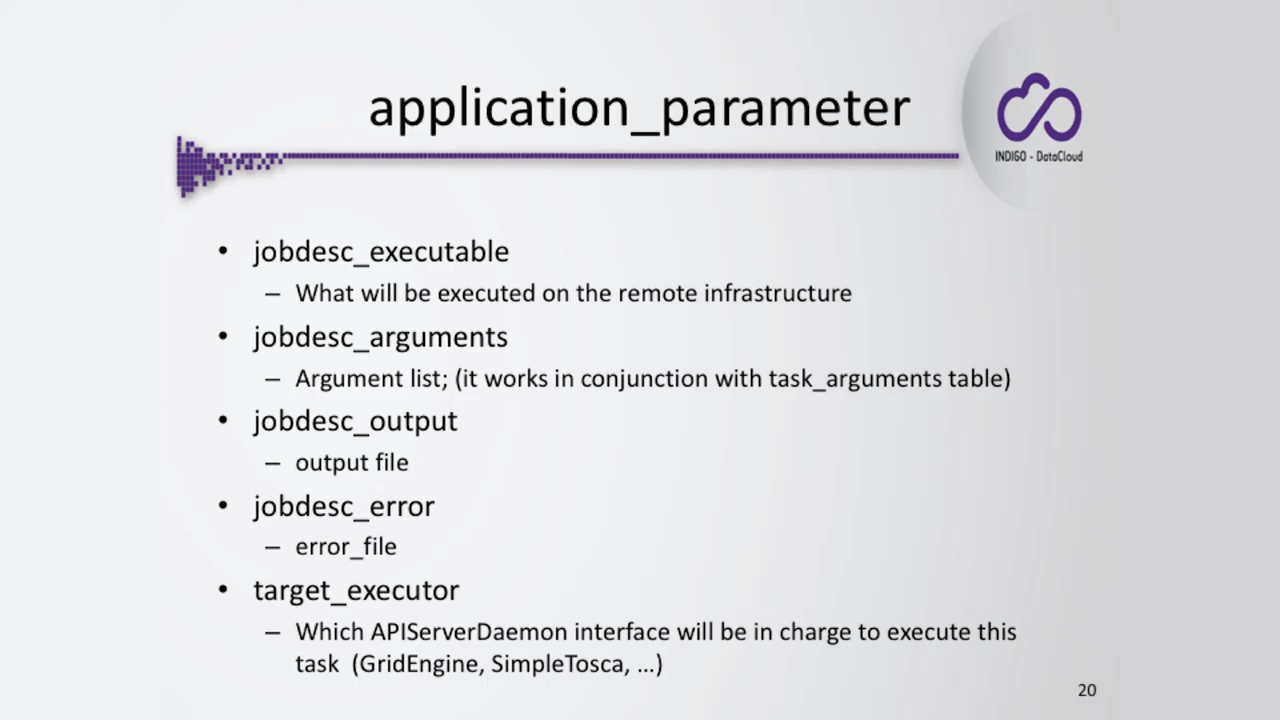 application_parameter
INDIGO - DataCloud
• jobdesc_executable
– What will be executed on the remote infrastructure
• jobdesc_arguments
– Argument list; (it works in conjunction with task_arguments table)
• jobdesc_output
– output file
• jobdesc_error
– error_file
• target_executor
– Which APIServerDaemon interface will be in charge to execute this
task  (GridEngine, SimpleTosca, ...)
20